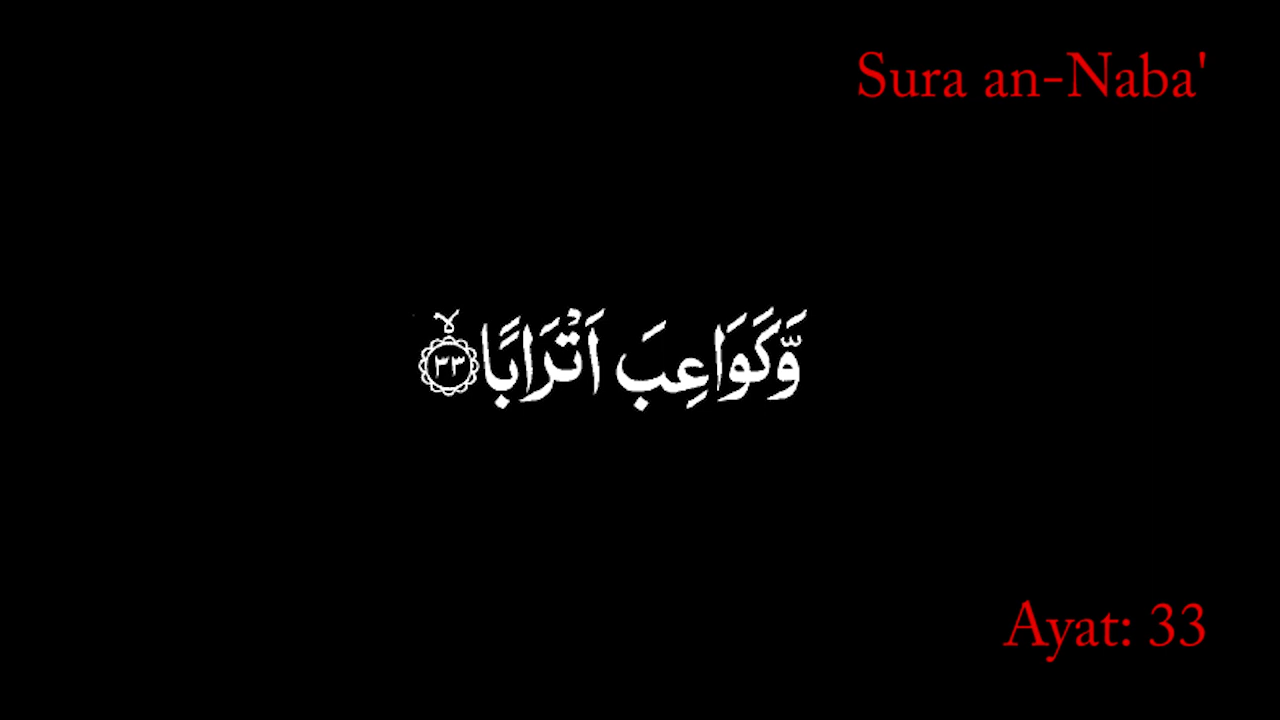 Sura an-Naba'
وَّكَوَاعِبَ اَتْرَابًا ۙ﴿٣٣﴾
Ayat: 33